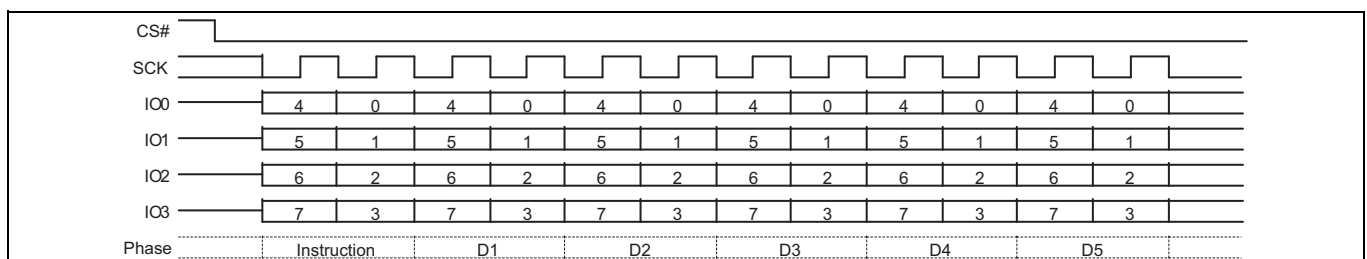 CS#
SCK
IO0 4 0 4 0 4 0 4 0 4 0 4 0
IO1 5 1 5 1 5 1 5 1 5 1 5 1
IO2 6 2 6 2 6 2 6 2 6 2 6 2
IO3 7 3 7 3 7 3 7 3 7 3 7 3
Phase Instruction D1 D2 D3 D4 D5